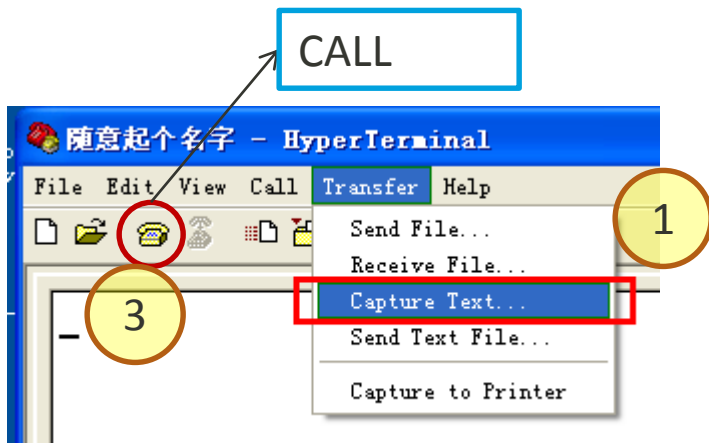 CALL
随意起个名字 - HyperTerminal
File Edit View Call Transfer Help
1
Send File...
Receive File...
3
Capture Text...
Send Text File...
Capture to Printer